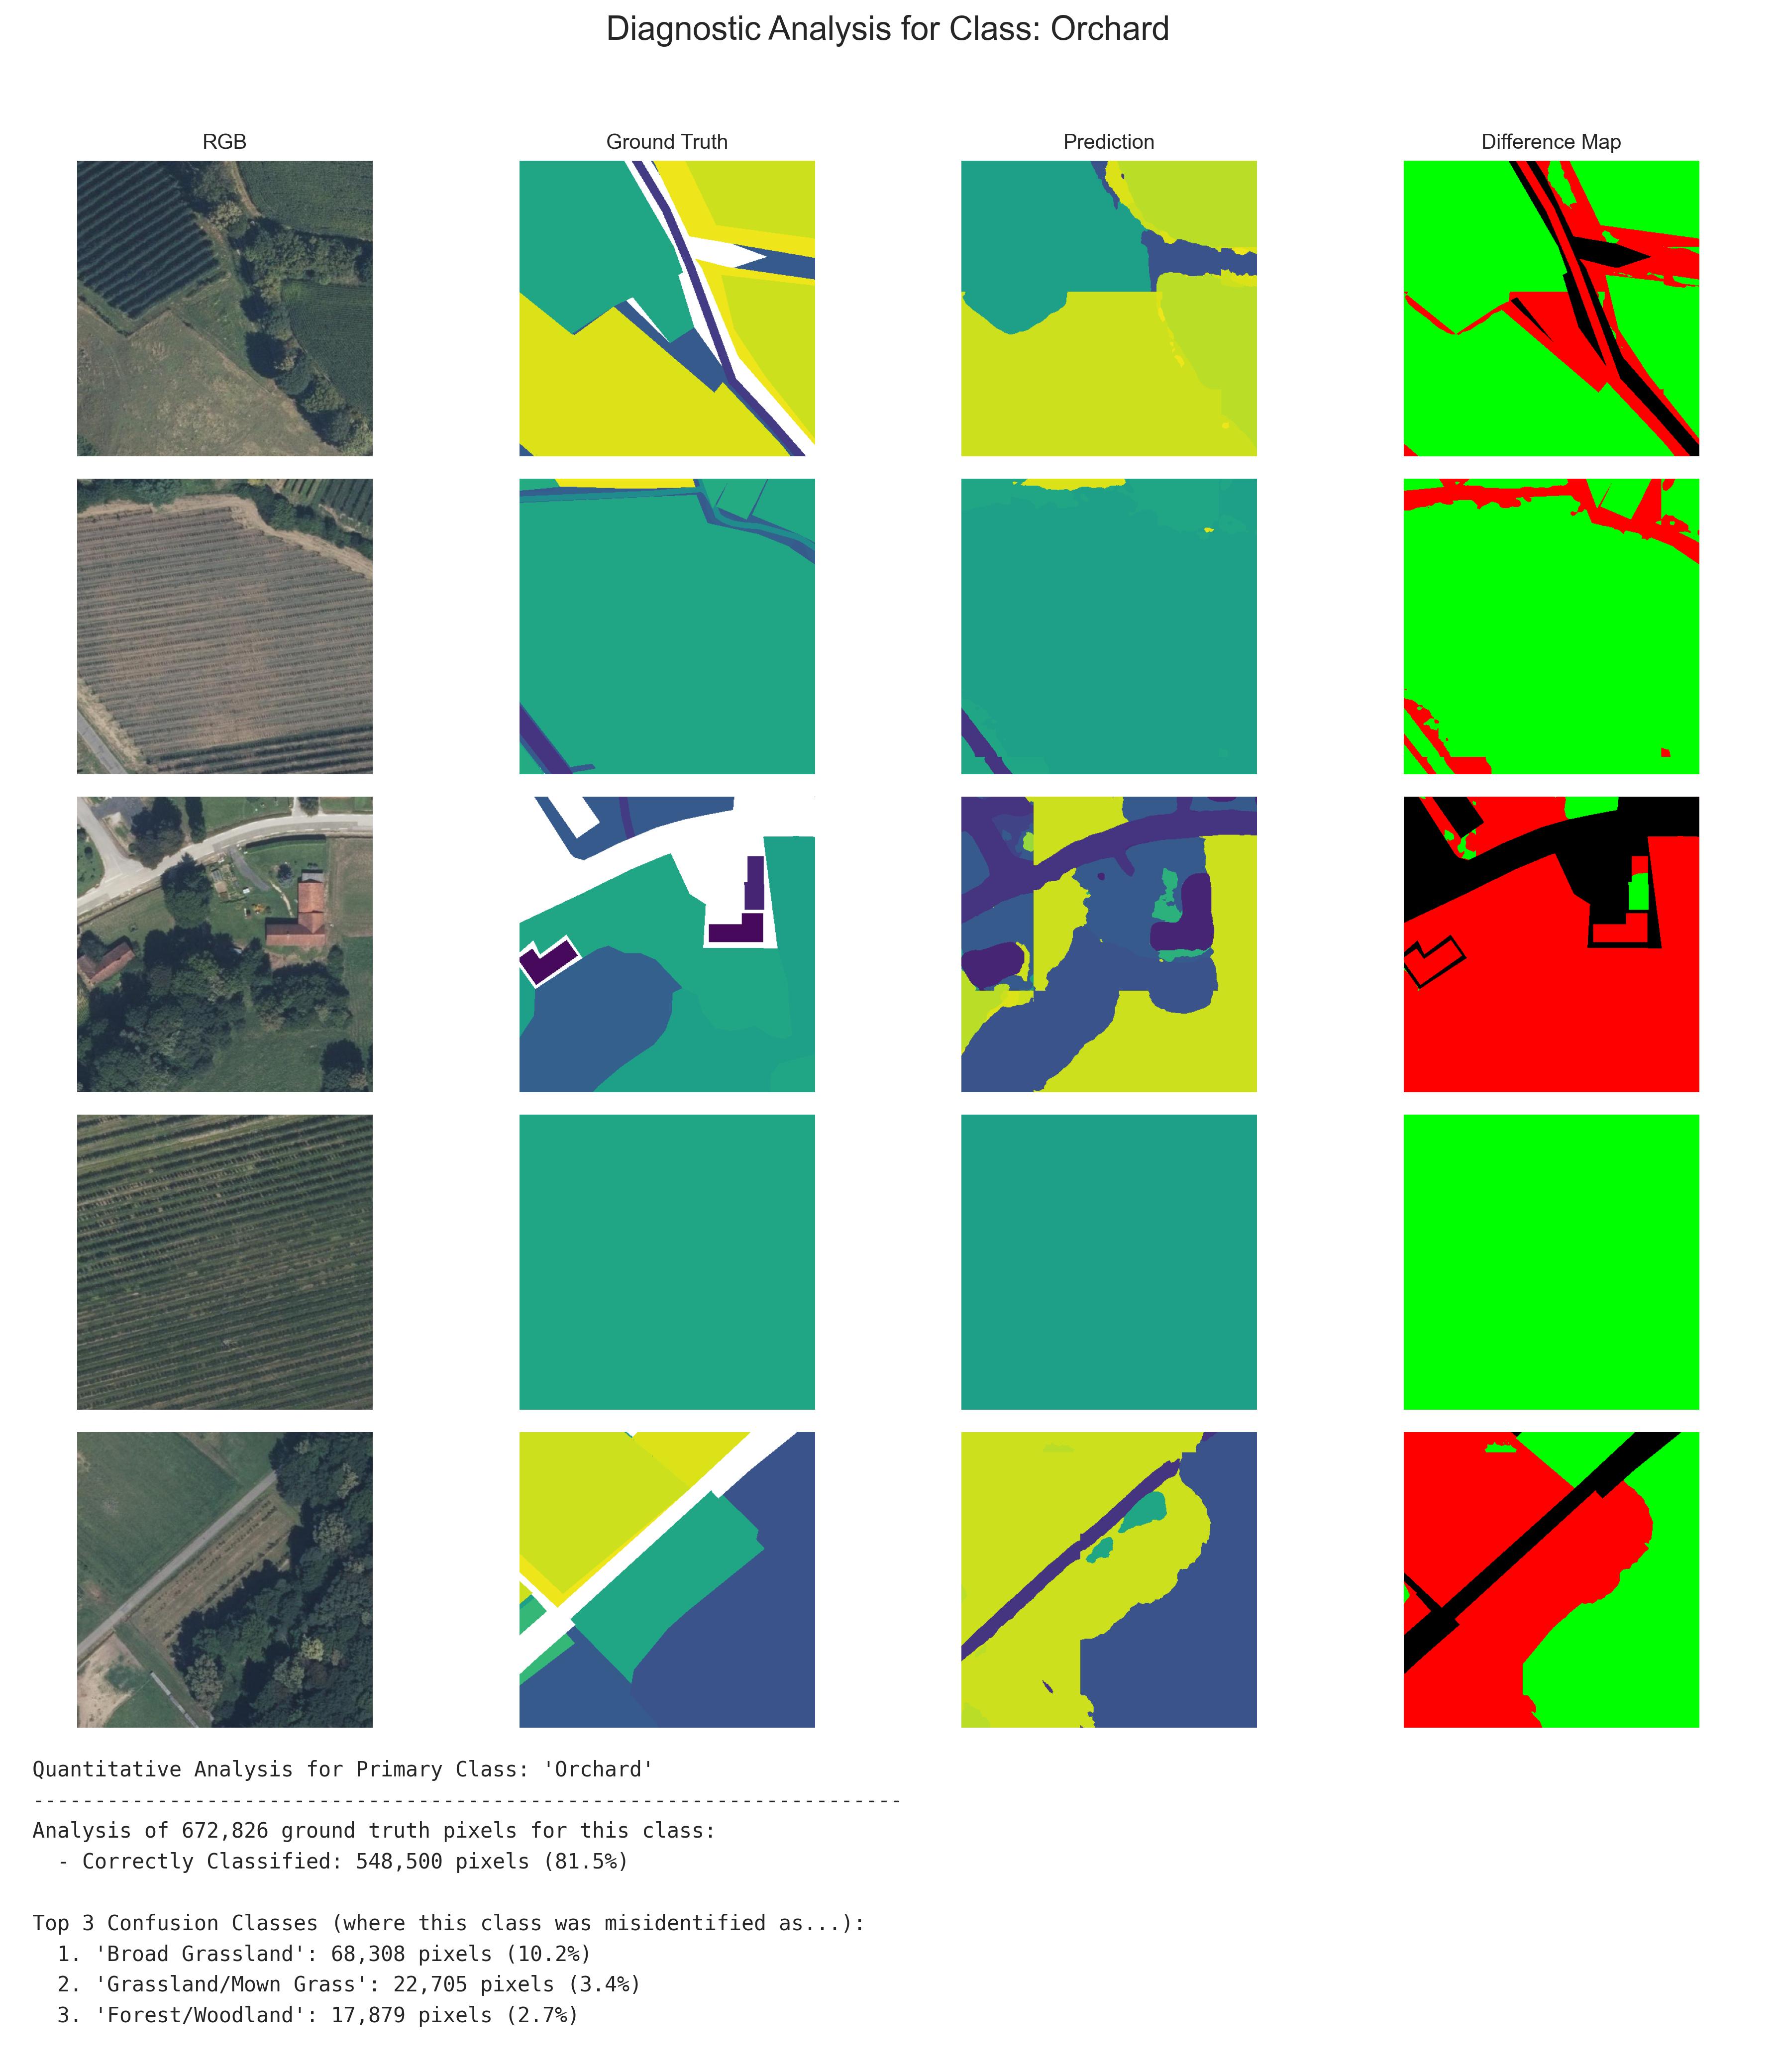 Diagnostic Analysis for Class: Orchard
RGB Ground Truth Prediction Difference Map
Quantitative Analysis for Primary Class: 'Orchard'
----------------------------------------------------------------------
Analysis of 672,826 ground truth pixels for this class:
- Correctly Classified: 548,500 pixels (81.5%)
Top 3 Confusion Classes (where this class was misidentified as...):
1. 'Broad Grassland': 68,308 pixels (10.2%)
2. 'Grassland/Mown Grass': 22,705 pixels (3.4%)
3. 'Forest/Woodland': 17,879 pixels (2.7%)